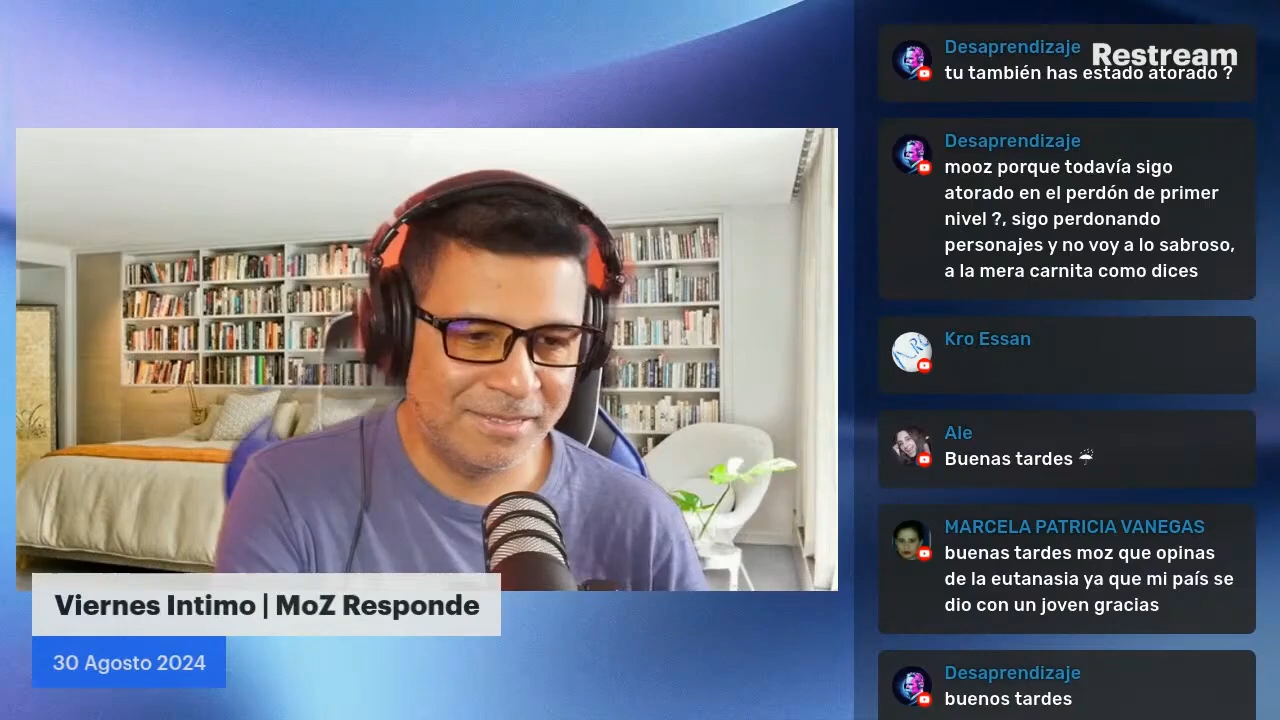 Restream
Desaprendizaje
tu también has estado atorado ?
Desaprendizaje
mooz porque todavía sigo
atorado en el perdón de primer
nivel ?, sigo perdonando
personajes y no voy a lo sabroso,
a la mera carnita como dices
Kro Essan
Ale
Buenas tardes ☔
MARCELA PATRICIA VANEGAS
buenas tardes moz que opinas
de la eutanasia ya que mi país se
dio con un joven gracias
Desaprendizaje
buenos tardes
Viernes Intimo | MoZ Responde
30 Agosto 2024